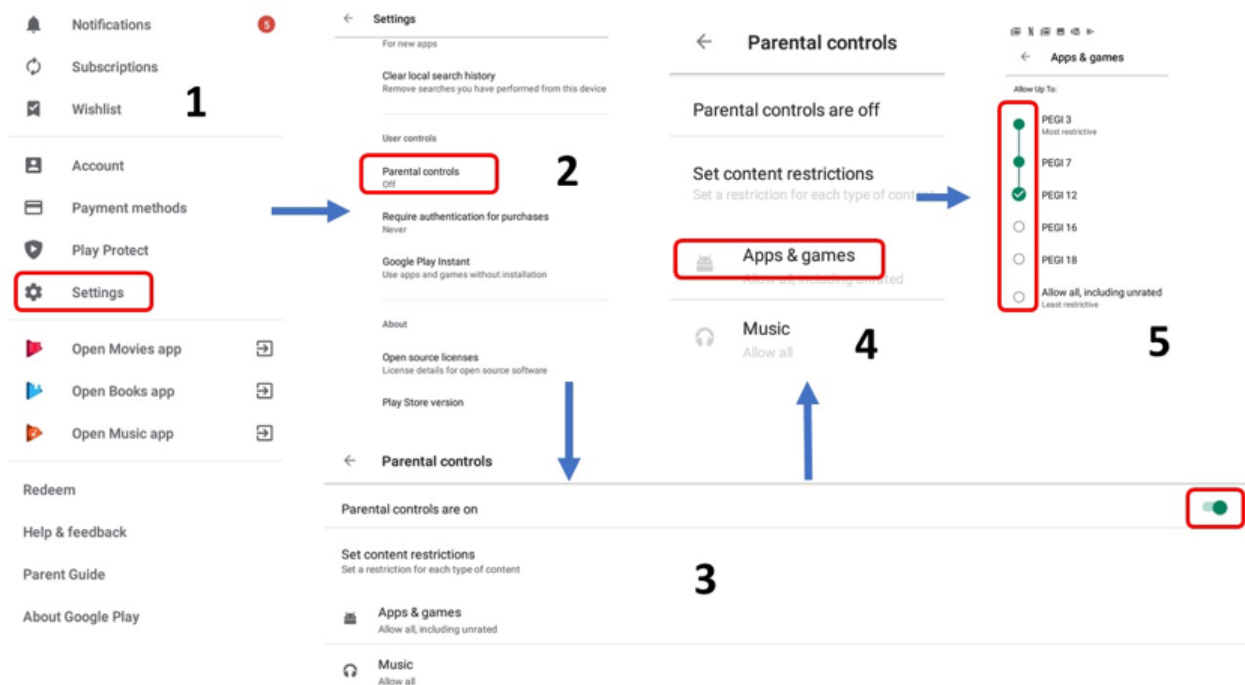 Notifications
5
Subscriptions
Wishlist
1
Account
Payment methods
Play Protect
Settings
Open Movies app
Open Books app
Open Music app
Redeem
Help & feedback
Parent Guide
About Google Play
Settings
For new apps
Clear local search history
Remove searches you have performed from this device
User controls
2
Parental controls
Off
Require authentication for purchases
Never
Google Play Instant
Use apps and games without installation
About
Open source licenses
License details for open source software
Play Store version
Parental controls
Parental controls are on
Set content restrictions
Set a restriction for each type of content
3
Apps & games
Allow all, including unrated
Music
Allow all
Parental controls
Parental controls are off
Set content restrictions
Set a restriction for each type of content
Apps & games
Allow all, including unrated
Music
Allow all
4
Apps & games
Allow Up To:
PEGI 3
Most restrictive
PEGI 7
PEGI 12
PEGI 16
PEGI 18
Allow all, including unrated
Least restrictive
5